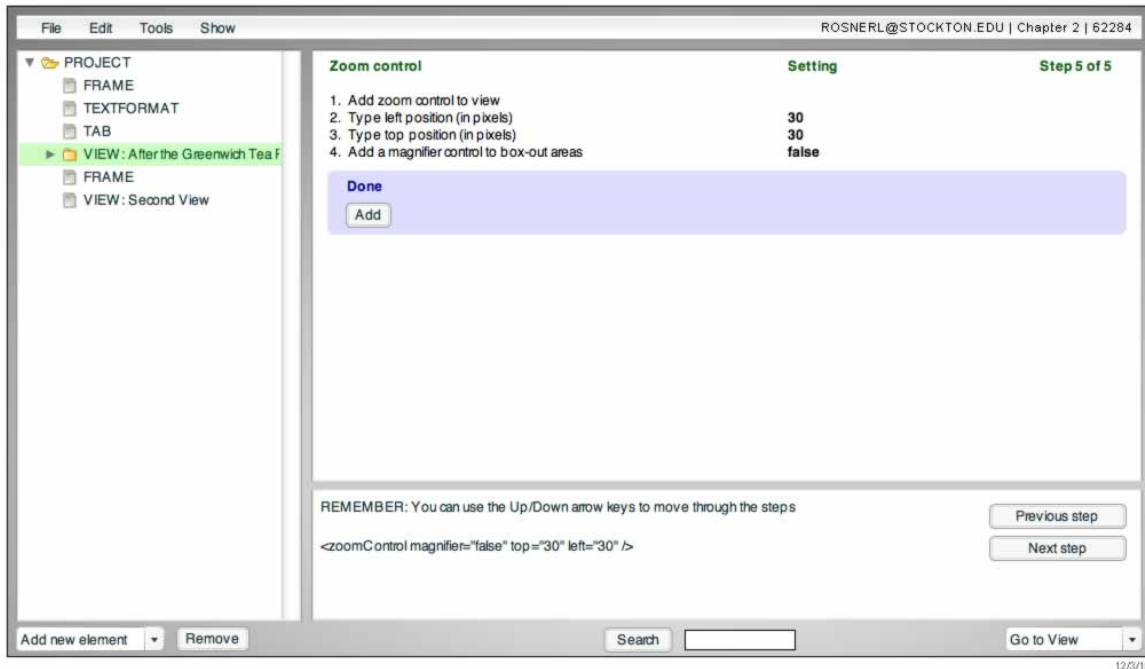 File Edit Tools Show
ROSNERL@STOCKTON.EDU | Chapter 2 | 62284
PROJECT
FRAME
TEXTFORMAT
TAB
VIEW: After the Greenwich Tea
FRAME
VIEW: Second View
Zoom control Setting Step 5 of 5
1. Add zoom control to view
2. Type left position (in pixels) 30
3. Type top position (in pixels) 30
4. Add a magnifier control to box-out areas false
Done
Add
REMEMBER: You can use the Up/Down arrow keys to move through the steps
<zoomControl magnifier="false" top="30" left="30" />
Previous step
Next step
Add new element Remove
Search
Go to View